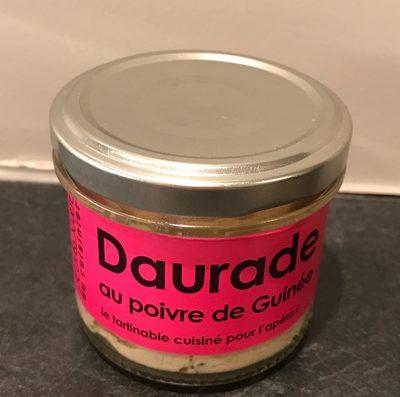 Daurade
au poivre de Guinée
le tartinable cuisiné pour l'apéro !